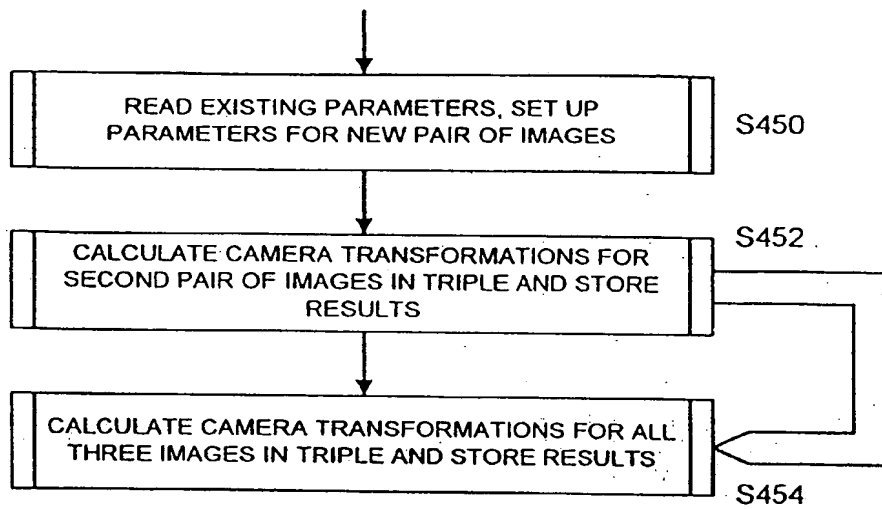 READ EXISTING PARAMETERS, SET UP
PARAMETERS FOR NEW PAIR OF IMAGES
S450
S452
CALCULATE CAMERA TRANSFORMATIONS FOR
SECOND PAIR OF IMAGES IN TRIPLE AND STORE
RESULTS
CALCULATE CAMERA TRANSFORMATIONS FOR ALL
THREE IMAGES IN TRIPLE AND STORE RESULTS
S454